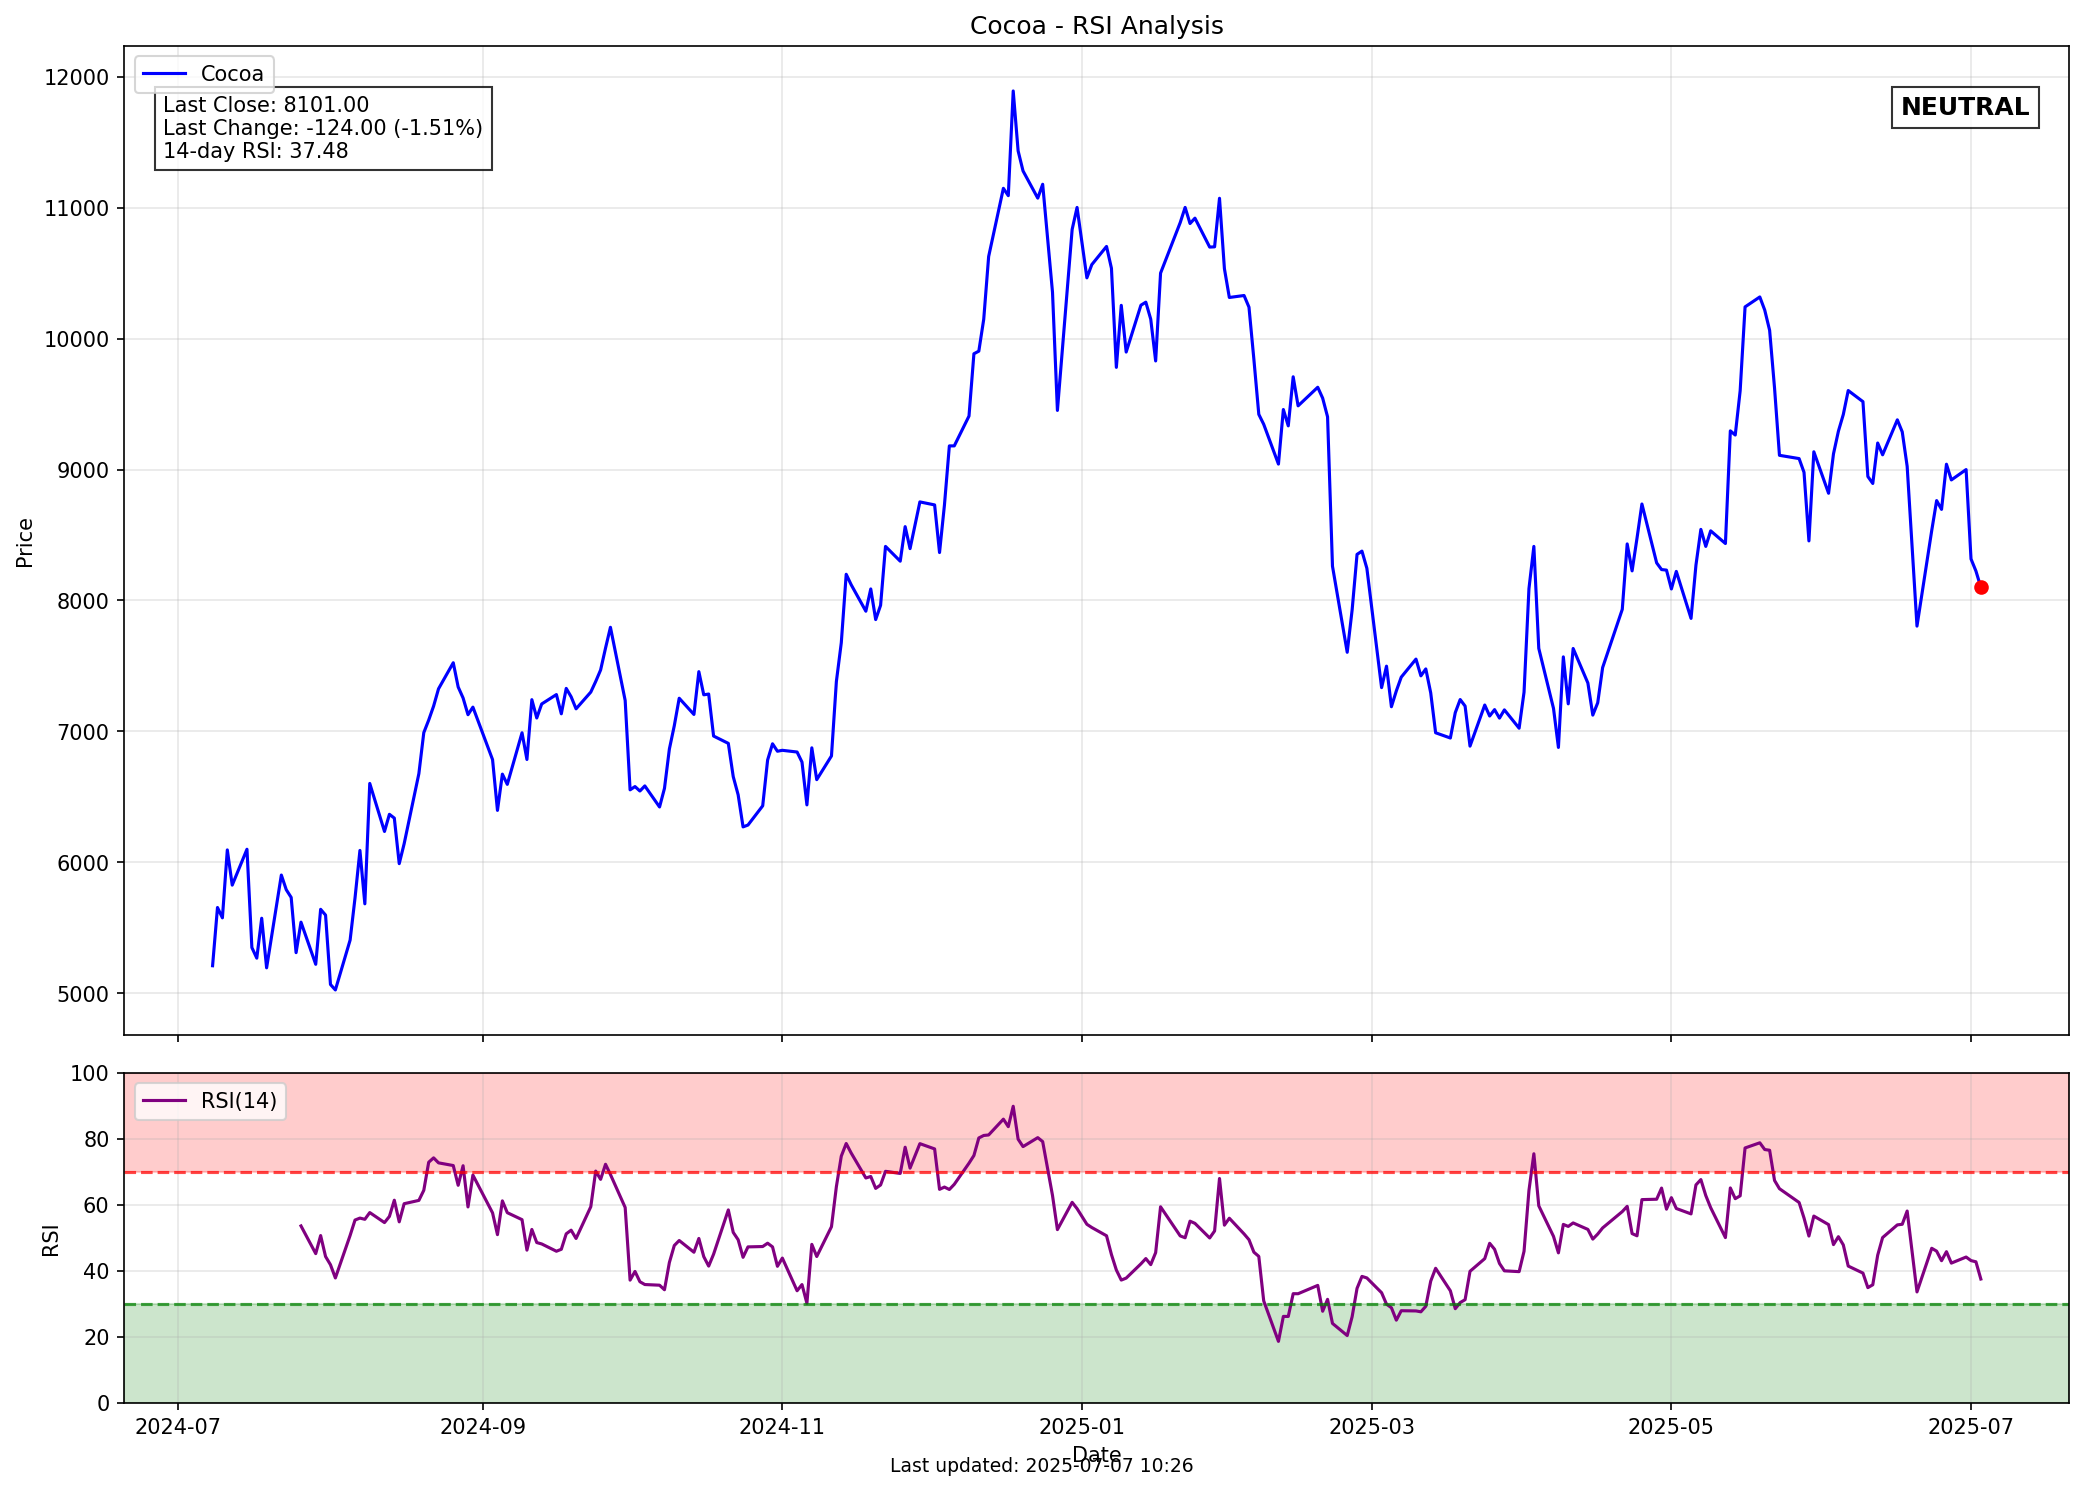 Cocoa - RSI Analysis
Cocoa
Last Close: 8101.00
Last Change: -124.00 (-1.51%)
14-day RSI: 37.48
NEUTRAL
12000
11000
10000
9000
8000
7000
6000
5000
Price
RSI(14)
100
80
60
40
20
0
RSI
2024-07
2024-09
2024-11
2025-01
2025-03
2025-05
2025-07
Date
Last updated: 2025-07-07 10:26